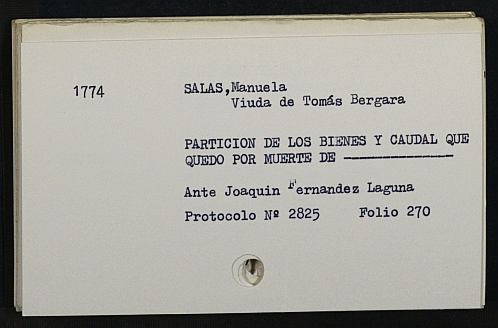 1774
SALAS, Manuela
Viuda de Tomás Bergara
PARTICION DE LOS BIENES Y CAUDAL QUE
QUEDO POR MUERTE DE ——————
Ante Joaquin Fernandez Laguna
Protocolo Nº 2825 Folio 270